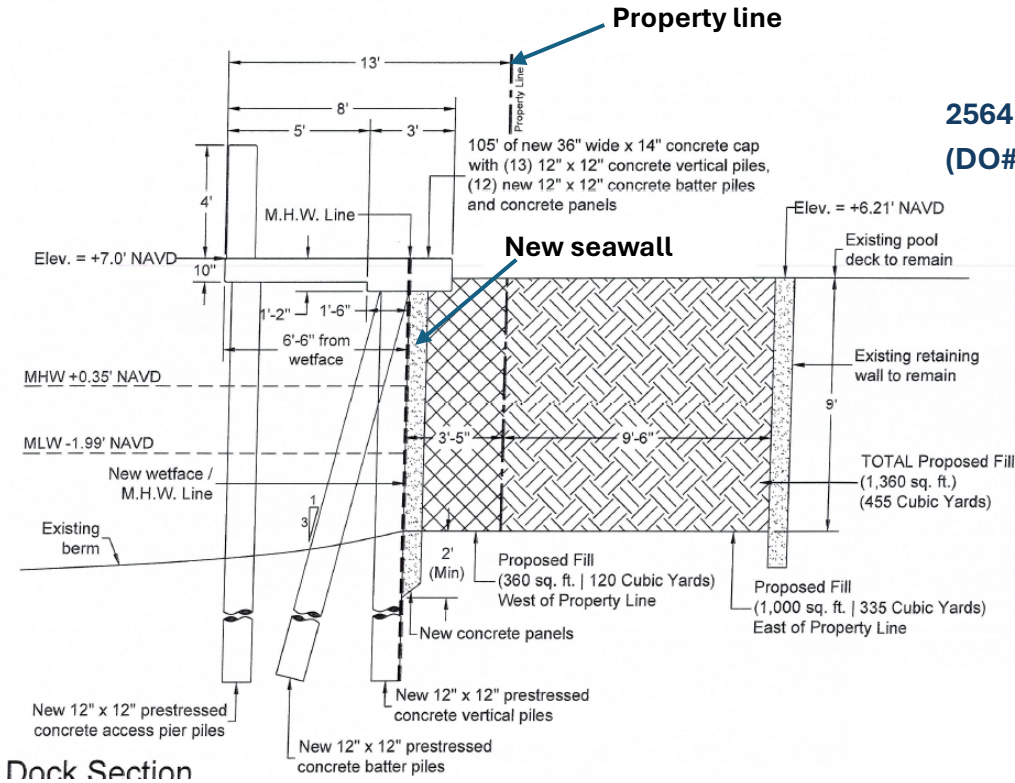 Property line
13'
Property Line
8'
5'
3'
2564
(DO#
105' of new 36" wide x 14" concrete cap
with (13) 12" x 12" concrete vertical piles,
(12) new 12" x 12" concrete batter piles
and concrete panels
4'
M.H.W. Line
Elev. = +6.21' NAVD
New seawall
Existing pool
deck to remain
Elev. = +7.0' NAVD
10"
1'-2"
1'-6"
6'-6" from
wetface
MHW +0.35' NAVD
Existing retaining
wall to remain
9'
MLW -1.99' NAVD
3'-5"
9'-6"
New wetface /
M.H.W. Line
TOTAL Proposed Fill
(1,360 sq. ft.)
(455 Cubic Yards)
1
3
Existing
berm
2'
(Min)
Proposed Fill
(360 sq. ft. | 120 Cubic Yards)
West of Property Line
Proposed Fill
(1,000 sq. ft. | 335 Cubic Yards)
East of Property Line
New concrete panels
New 12" x 12" prestressed
concrete access pier piles
New 12" x 12" prestressed
concrete vertical piles
New 12" x 12" prestressed
concrete batter piles
Dock Section